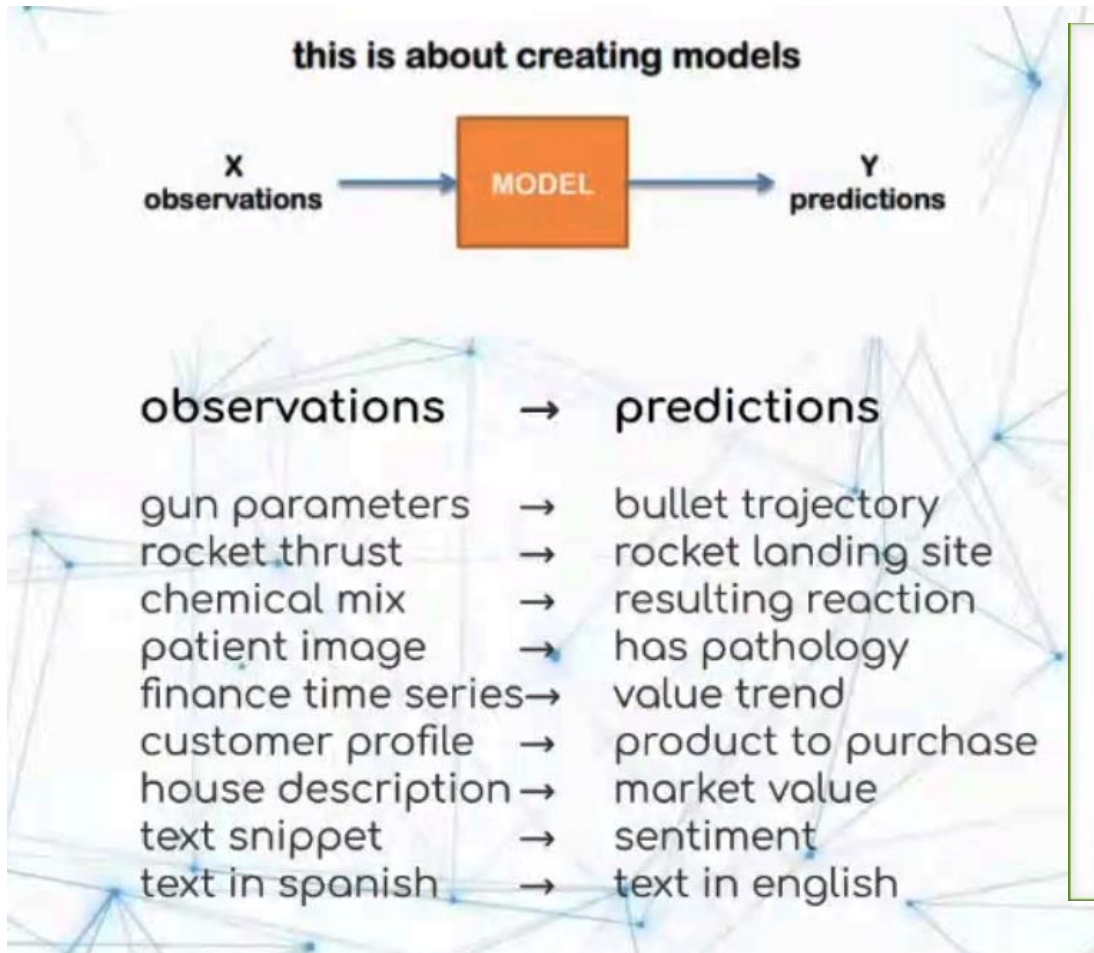 this is about creating models
X
observations
MODEL
Y
predictions
observations → predictions
gun parameters → bullet trajectory
rocket thrust → rocket landing site
chemical mix → resulting reaction
patient image → has pathology
finance time series → value trend
customer profile → product to purchase
house description → market value
text snippet → sentiment
text in spanish → text in english